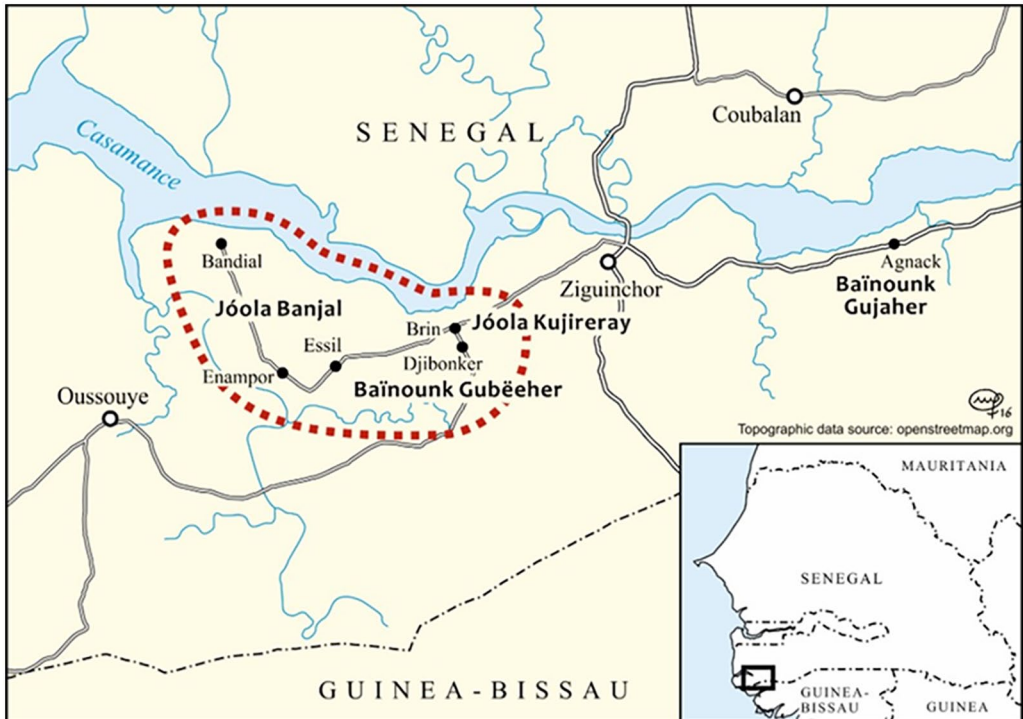 Casamance
SENEGAL
Coubalan
Bandial
Jóola Banjal
Ziguinchor
Agnack
Baïnounk
Gujaher
Brin
Jóola Kujireray
Essil
Djibonker
Enampor
Baïnounk Gubëeher
Oussouye
16
Topographic data source: openstreetmap.org
GUINEA-BISSAU
MAURITANIA
SENEGAL
GUINEA-
BISSAU
GUINEA